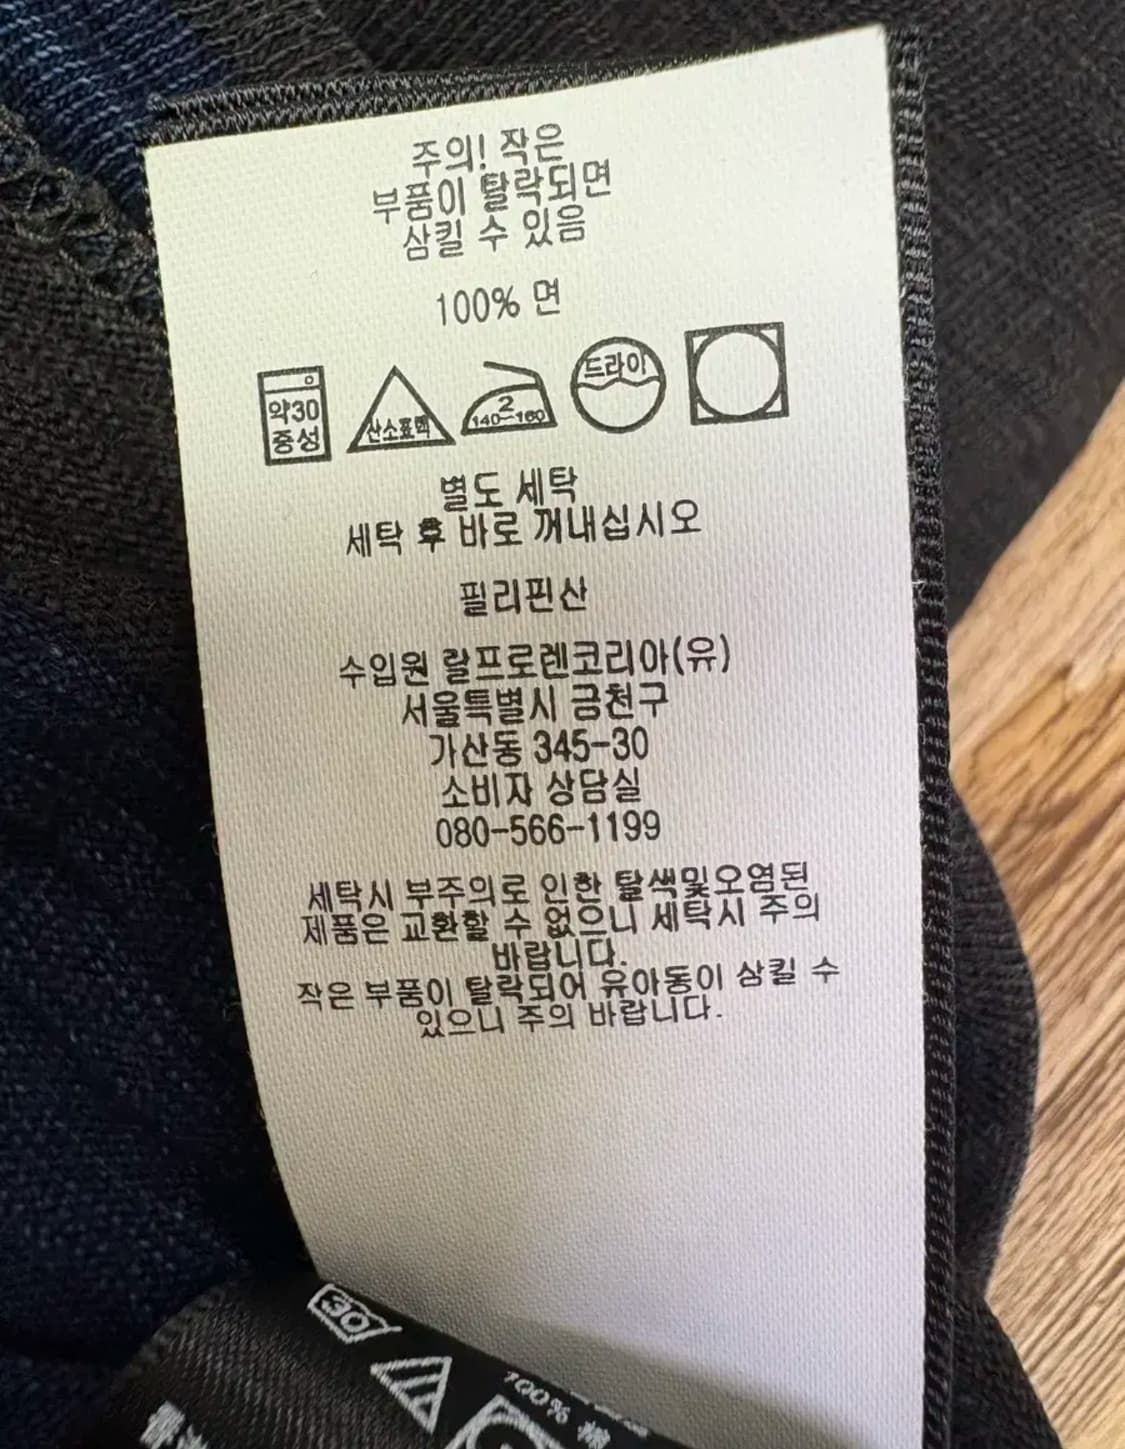 주의! 작은
부품이 탈락되면
삼킬 수 있음
100% 면
약30
중성
산소표백
2
140~160
드라이
별도 세탁
세탁 후 바로 꺼내십시오
필리핀산
수입원 랄프로렌코리아(유)
서울특별시 금천구
가산동 345-30
소비자 상담실
080-566-1199
세탁시 부주의로 인한 탈색및오염된
제품은 교환할 수 없으니 세탁시 주의
바랍니다.
작은 부품이 탈락되어 유아동이 삼킬 수
있으니 주의 바랍니다.
30
100% 棉